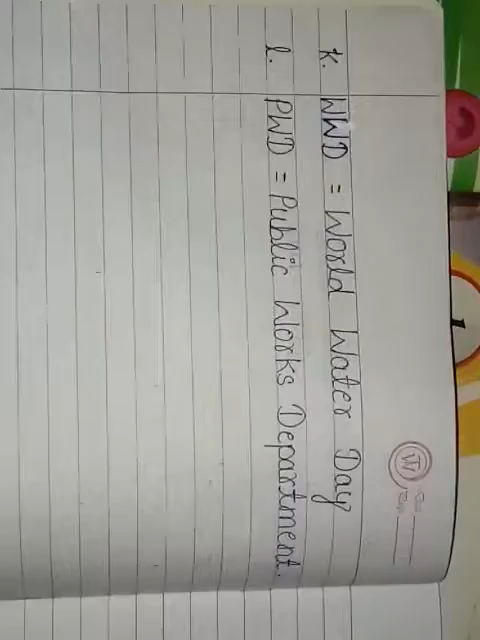 k. WWD = World Water Day
l. PWD = Public Works Department.